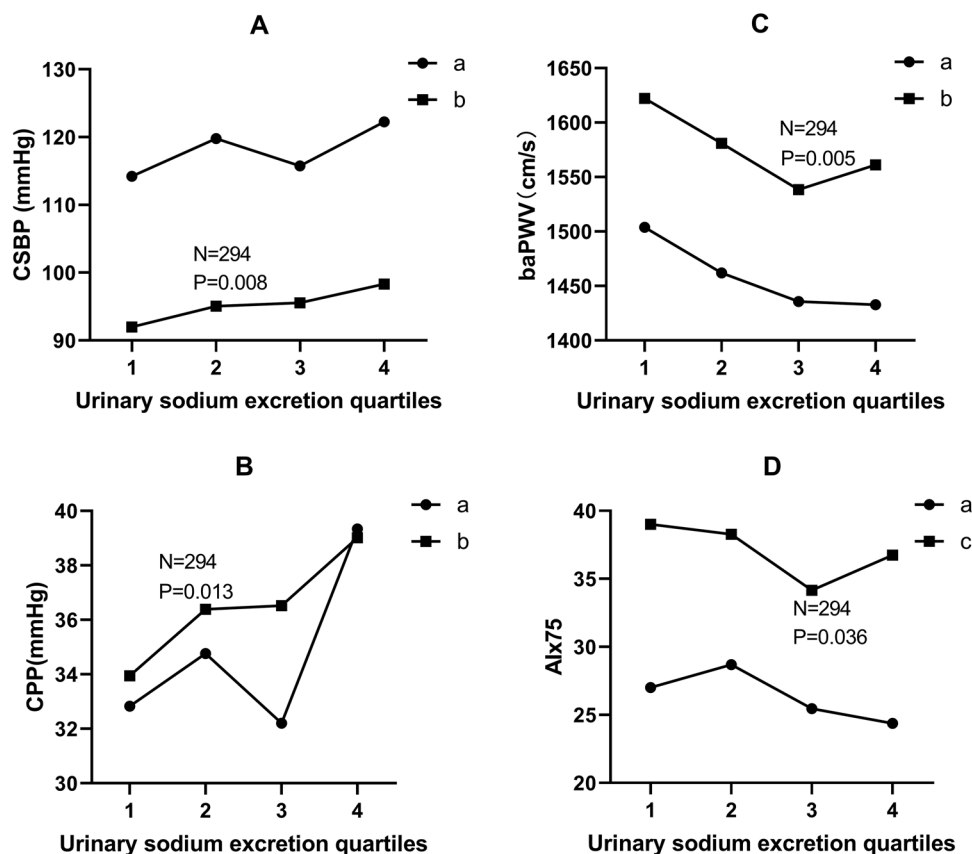 A
130
120
110
100
90
CSBP (mmHg)
a
b
N=294
P=0.008
1 2 3 4
Urinary sodium excretion quartiles
C
1650
1600
1550
1500
1450
1400
baPWV(cm/s)
a
b
N=294
P=0.005
1 2 3 4
Urinary sodium excretion quartiles
B
40
38
36
34
32
30
CPP(mmHg)
a
b
N=294
P=0.013
1 2 3 4
Urinary sodium excretion quartiles
D
40
35
30
25
20
AIx75
a
c
N=294
P=0.036
1 2 3 4
Urinary sodium excretion quartiles